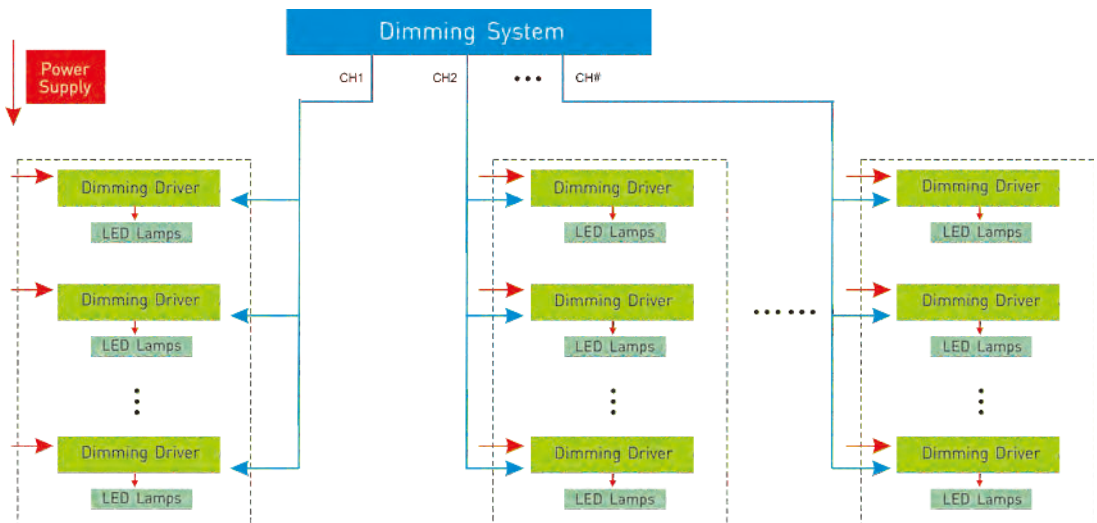 Dimming System
Power
Supply
CH1
CH2
•••
CH#
Dimming Driver
LED Lamps
Dimming Driver
LED Lamps
Dimming Driver
LED Lamps
Dimming Driver
LED Lamps
Dimming Driver
LED Lamps
••••••
Dimming Driver
LED Lamps
Dimming Driver
LED Lamps
Dimming Driver
LED Lamps
Dimming Driver
LED Lamps